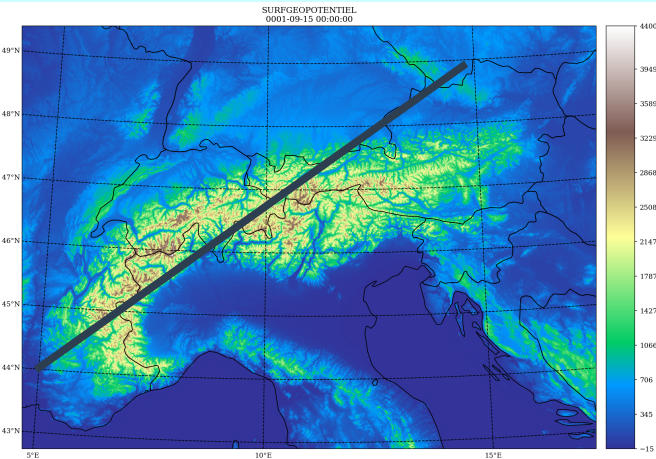 SURFGEOPOTENTIEL
0001-09-15 00:00:00
49°N
48°N
47°N
46°N
45°N
44°N
43°N
5°E
10°E
15°E
4400
3949
3589
3229
2868
2508
2147
1787
1427
1066
706
345
−15